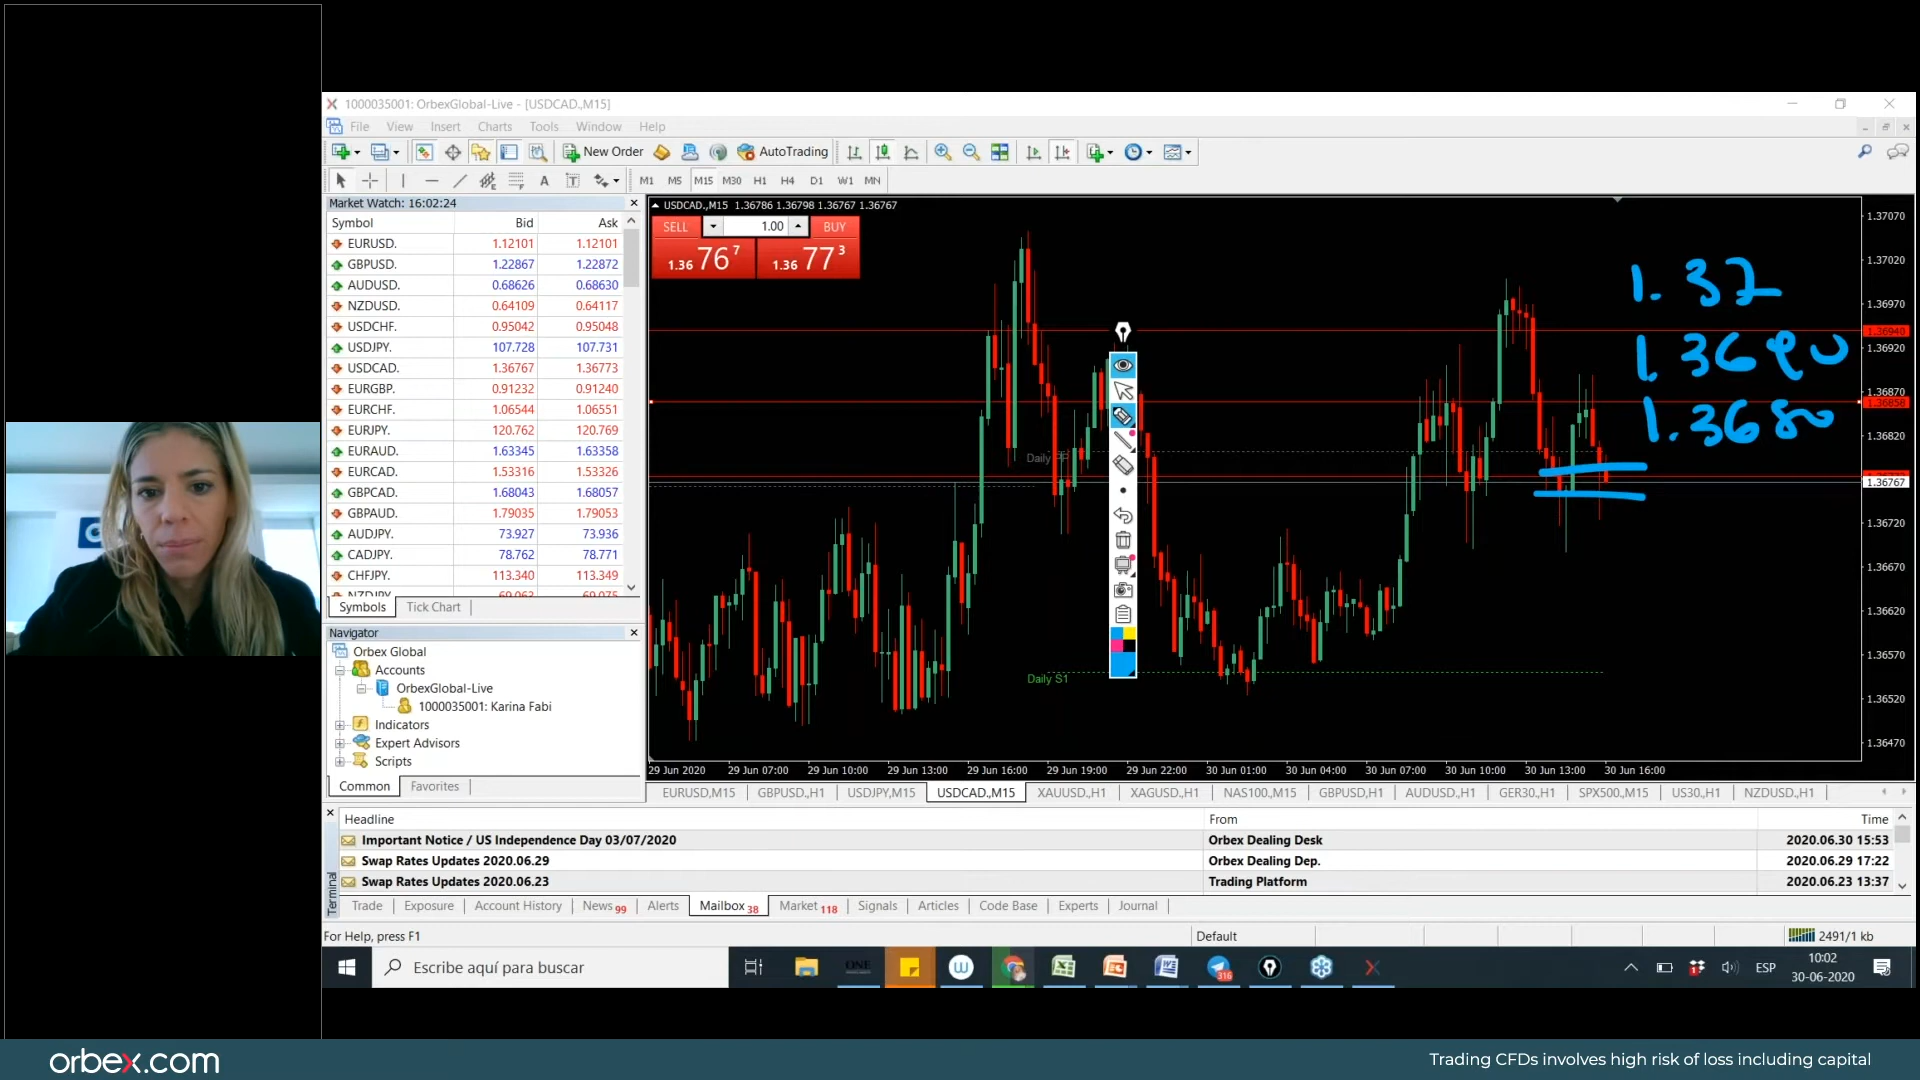 1000035001: OrbexGlobal-Live - [USDCAD.,M15]
File View Insert Charts Tools Window Help
New Order AutoTrading
A T M1 M5 M15 M30 H1 H4 D1 W1 MN
Market Watch: 16:02:24
Symbol Bid Ask
EURUSD. 1.12101 1.12101
GBPUSD. 1.22867 1.22872
AUDUSD. 0.68626 0.68630
NZDUSD. 0.64109 0.64117
USDCHF. 0.95042 0.95048
USDJPY. 107.728 107.731
USDCAD. 1.36767 1.36773
EURGBP. 0.91232 0.91240
EURCHF. 1.06544 1.06551
EURJPY. 120.762 120.769
EURAUD. 1.63345 1.63358
EURCAD. 1.53316 1.53326
GBPCAD. 1.68043 1.68057
GBPAUD. 1.79035 1.79053
AUDJPY. 73.927 73.936
CADJPY. 78.762 78.771
CHFJPY. 113.340 113.349
NZDJPY. 69.063 69.075
Symbols Tick Chart
Navigator
Orbex Global
Accounts
OrbexGlobal-Live
1000035001: Karina Fabi
Indicators
Expert Advisors
Scripts
Common Favorites
USDCAD.,M15 1.36786 1.36798 1.36767 1.36767
SELL 1.00 BUY
1.36 76 7 1.36 77 3
1.32
1.3690
1.3680
Daily PP
Daily S1
1.37070
1.37020
1.36970
1.36940
1.36920
1.36870
1.36858
1.36820
1.36767
1.36720
1.36670
1.36620
1.36570
1.36520
1.36470
29 Jun 2020 29 Jun 07:00 29 Jun 10:00 29 Jun 13:00 29 Jun 16:00 29 Jun 19:00 29 Jun 22:00 30 Jun 01:00 30 Jun 04:00 30 Jun 07:00 30 Jun 10:00 30 Jun 13:00 30 Jun 16:00
EURUSD,M15 GBPUSD.,H1 USDJPY,M15 USDCAD.,M15 XAUUSD.,H1 XAGUSD.,H1 NAS100.,M15 GBPUSD,H1 AUDUSD.,H1 GER30.,H1 SPX500.,M15 US30.,H1 NZDUSD.,H1
Terminal
Headline From Time
Important Notice / US Independence Day 03/07/2020 Orbex Dealing Desk 2020.06.30 15:53
Swap Rates Updates 2020.06.29 Orbex Dealing Dep. 2020.06.29 17:22
Swap Rates Updates 2020.06.23 Trading Platform 2020.06.23 13:37
Trade Exposure Account History News 99 Alerts Mailbox 38 Market 118 Signals Articles Code Base Experts Journal
For Help, press F1 Default 2491/1 kb
Escribe aquí para buscar ONE 316 ESP 10:02
30-06-2020
orbex.com
Trading CFDs involves high risk of loss including capital